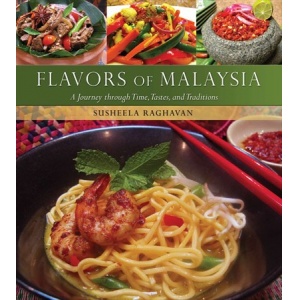 FLAVORS OF MALAYSIA
A Journey through Time, Tastes, and Traditions
SUSHEELA RAGHAVAN